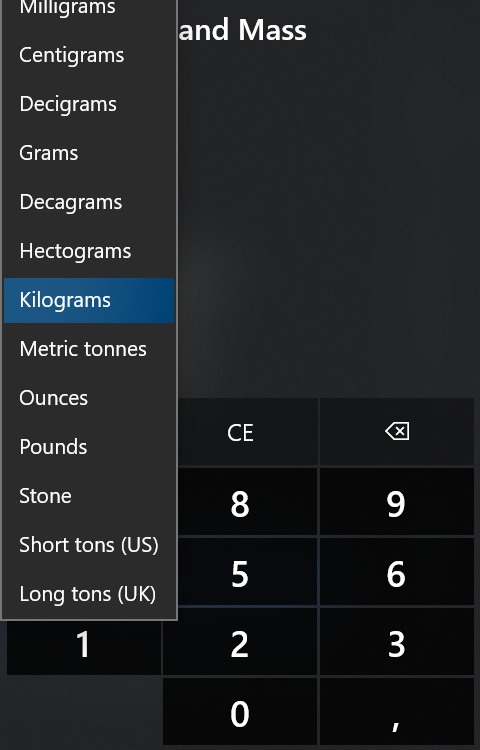 Milligrams
and Mass
Centigrams
Decigrams
Grams
Decagrams
Hectograms
Kilograms
Metric tonnes
Ounces
CE
Pounds
Stone
8 9
Short tons (US)
5 6
Long tons (UK)
1 2 3
0 ,